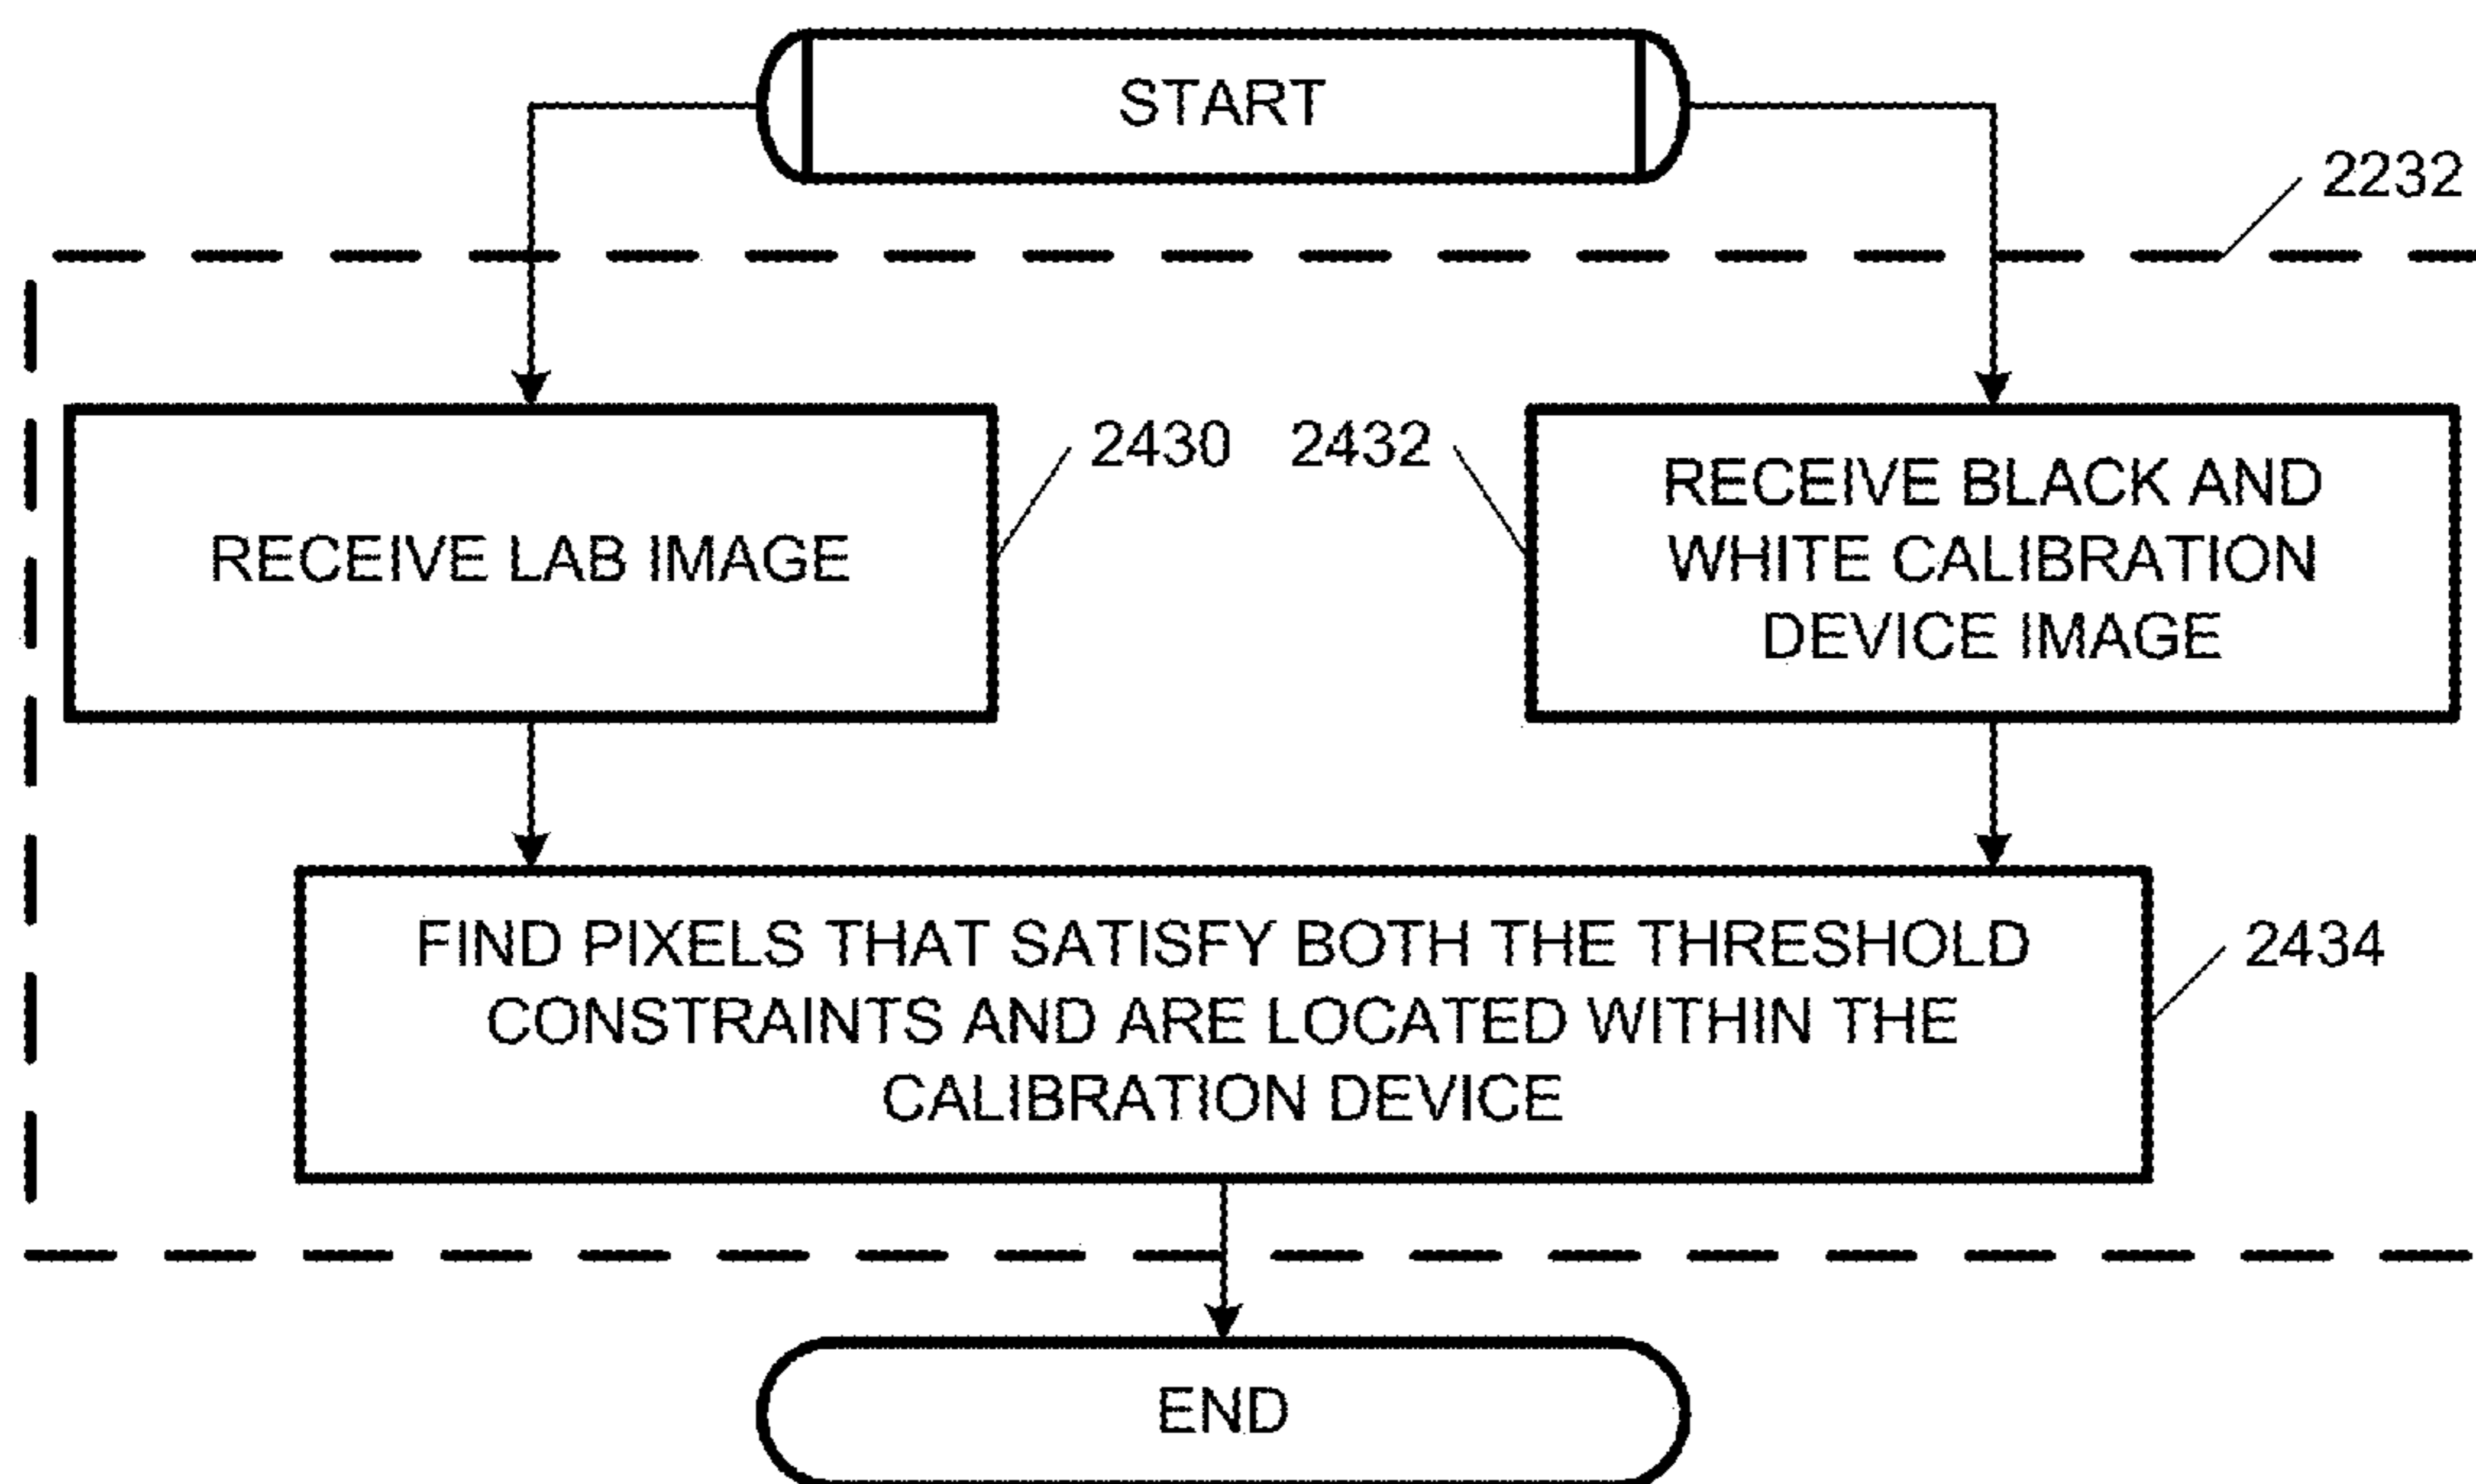 START
2232
2430
2432
RECEIVE LAB IMAGE
RECEIVE BLACK AND
WHITE CALIBRATION
DEVICE IMAGE
FIND PIXELS THAT SATISFY BOTH THE THRESHOLD
CONSTRAINTS AND ARE LOCATED WITHIN THE
CALIBRATION DEVICE
2434
END